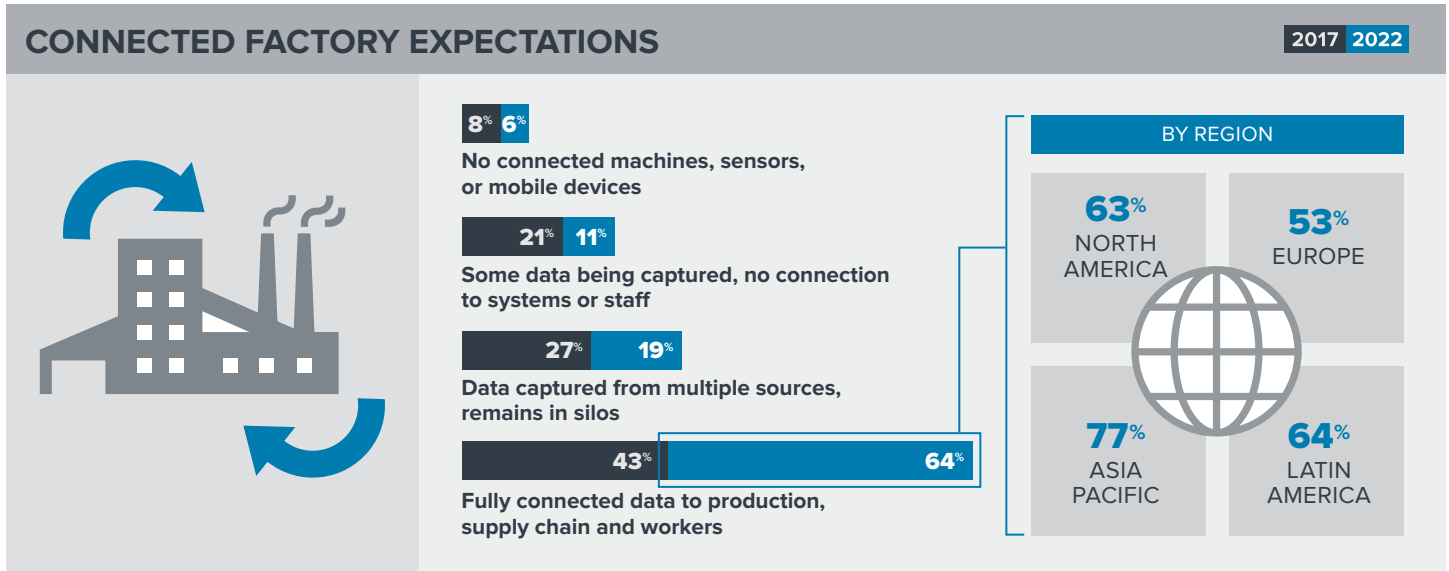 CONNECTED FACTORY EXPECTATIONS
2017 2022
8% 6%
No connected machines, sensors,
or mobile devices
21% 11%
Some data being captured, no connection
to systems or staff
27% 19%
Data captured from multiple sources,
remains in silos
43% 64%
Fully connected data to production,
supply chain and workers
BY REGION
63%
NORTH
AMERICA
53%
EUROPE
77%
ASIA
PACIFIC
64%
LATIN
AMERICA